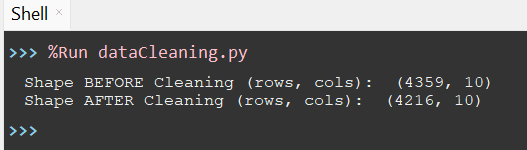 Shell ×
>>> %Run dataCleaning.py
Shape BEFORE Cleaning (rows, cols):  (4359, 10)
Shape AFTER Cleaning (rows, cols):  (4216, 10)
>>>